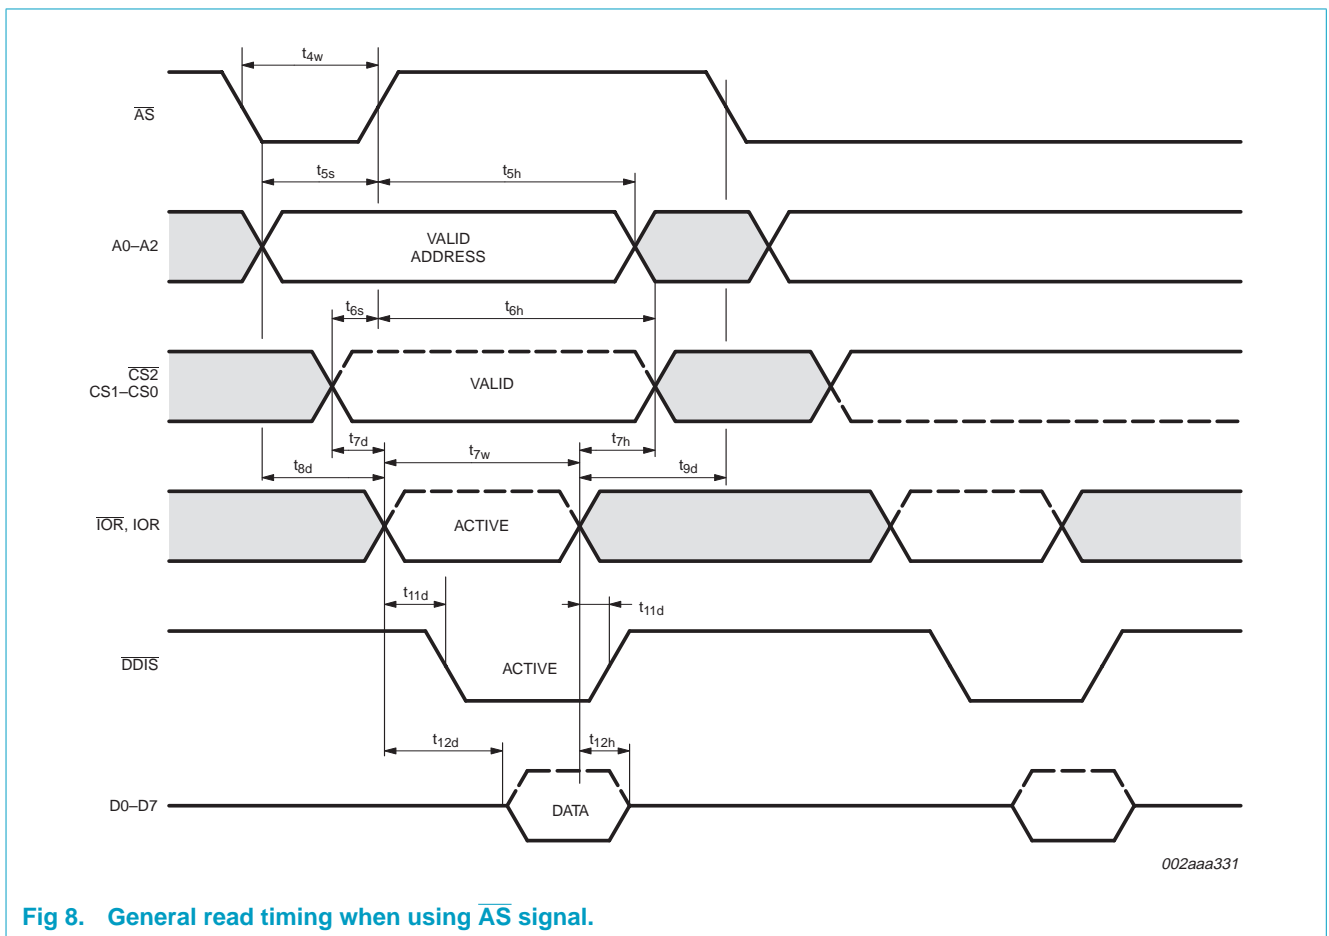 t4w
AS
t5s
t5h
A0–A2
VALID
ADDRESS
t6s
t6h
CS2
CS1–CS0
VALID
t7d
t7w
t7h
t8d
t9d
IOR, IOR
ACTIVE
t11d
t11d
DDIS
ACTIVE
t12d
t12h
D0–D7
DATA
002aaa331
Fig 8. General read timing when using AS signal.